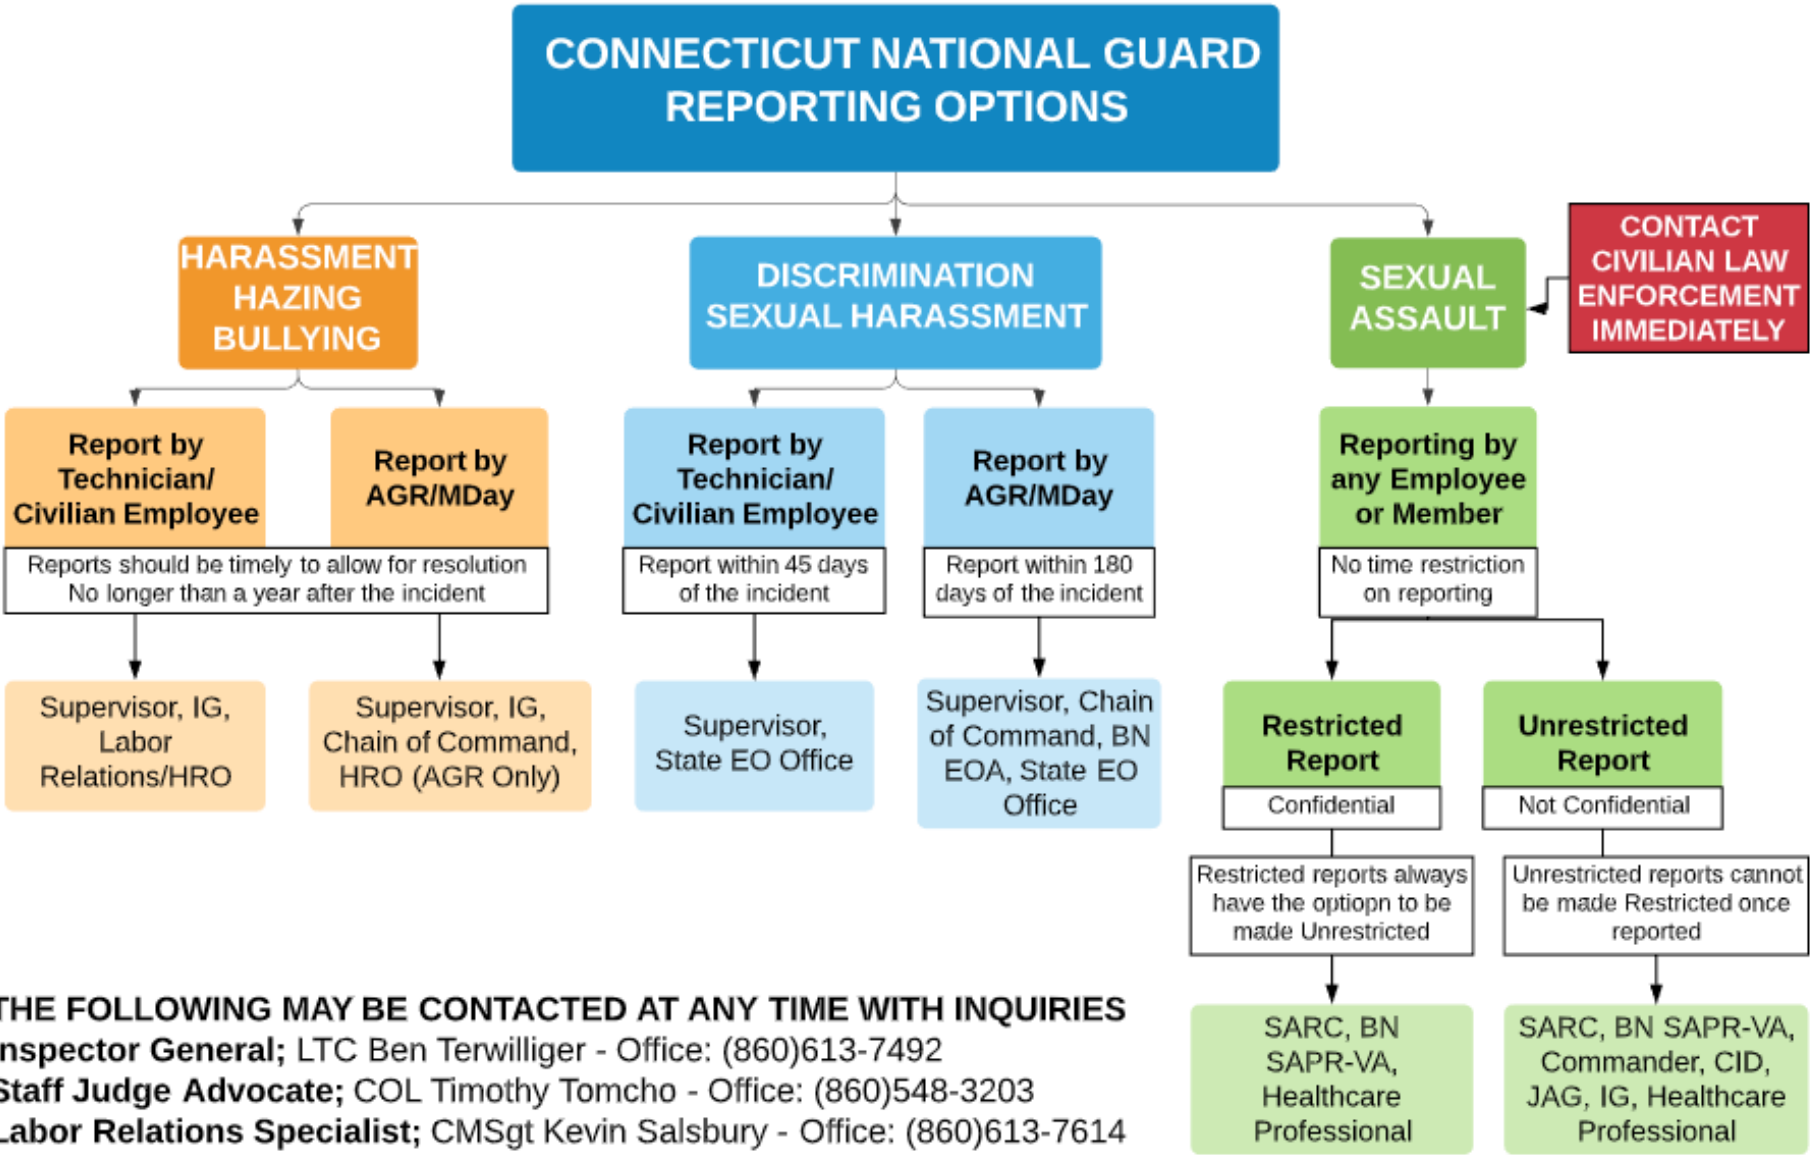 CONNECTICUT NATIONAL GUARD
REPORTING OPTIONS
HARASSMENT
HAZING
BULLYING
DISCRIMINATION
SEXUAL HARASSMENT
SEXUAL
ASSAULT
CONTACT
CIVILIAN LAW
ENFORCEMENT
IMMEDIATELY
Report by
Technician/
Civilian Employee
Report by
AGR/MDay
Reports should be timely to allow for resolution
No longer than a year after the incident
Supervisor, IG,
Labor
Relations/HRO
Supervisor, IG,
Chain of Command,
HRO (AGR Only)
Report by
Technician/
Civilian Employee
Report within 45 days
of the incident
Supervisor,
State EO Office
Report by
AGR/MDay
Report within 180
days of the incident
Supervisor, Chain
of Command, BN
EOA, State EO
Office
Reporting by
any Employee
or Member
No time restriction
on reporting
Restricted
Report
Confidential
Restricted reports always
have the optiopn to be
made Unrestricted
SARC, BN
SAPR-VA,
Healthcare
Professional
Unrestricted
Report
Not Confidential
Unrestricted reports cannot
be made Restricted once
reported
SARC, BN SAPR-VA,
Commander, CID,
JAG, IG, Healthcare
Professional
THE FOLLOWING MAY BE CONTACTED AT ANY TIME WITH INQUIRIES
Inspector General; LTC Ben Terwilliger - Office: (860)613-7492
Staff Judge Advocate; COL Timothy Tomcho - Office: (860)548-3203
Labor Relations Specialist; CMSgt Kevin Salsbury - Office: (860)613-7614